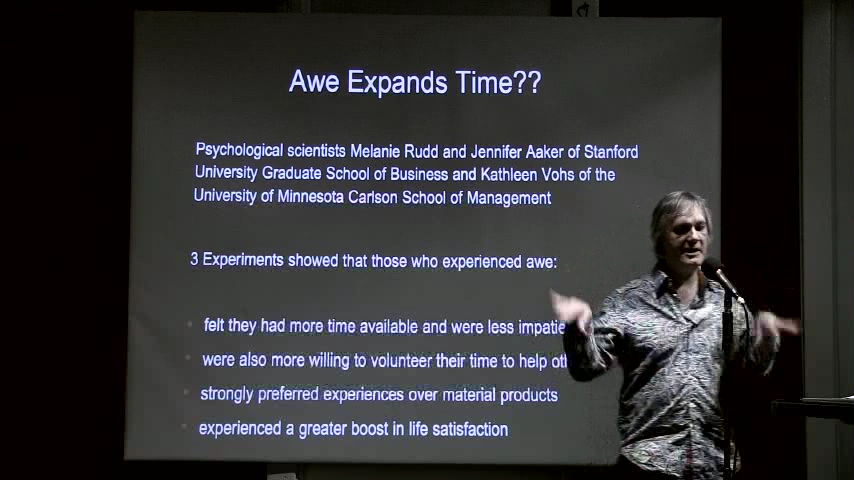 Awe Expands Time??
Psychological scientists Melanie Rudd and Jennifer Aaker of Stanford
University Graduate School of Business and Kathleen Vohs of the
University of Minnesota Carlson School of Management
3 Experiments showed that those who experienced awe:
felt they had more time available and were less
were also more willing to volunteer their time to help
strongly preferred experiences over material products
experienced a greater boost in life satisfaction